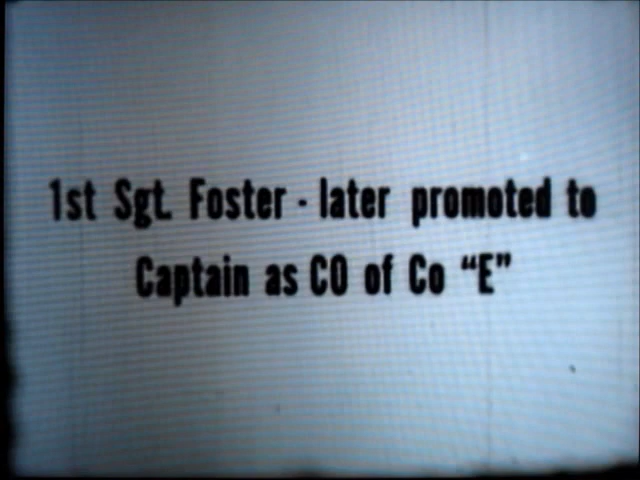 1st Sgt. Foster - later promoted to
Captain as CO of Co “E”